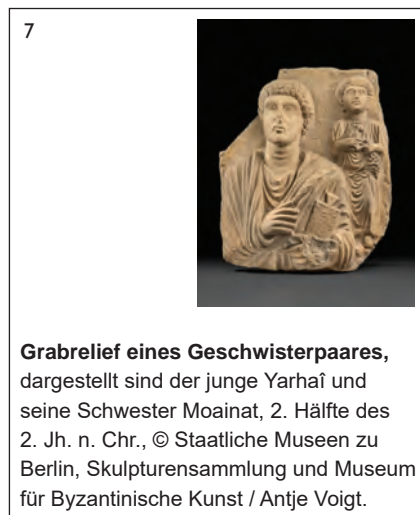 7
Grabrelief eines Geschwisterpaares,
dargestellt sind der junge Yarhaî und
seine Schwester Moainat, 2. Hälfte des
2. Jh. n. Chr., © Staatliche Museen zu
Berlin, Skulpturensammlung und Museum
für Byzantinische Kunst / Antje Voigt.